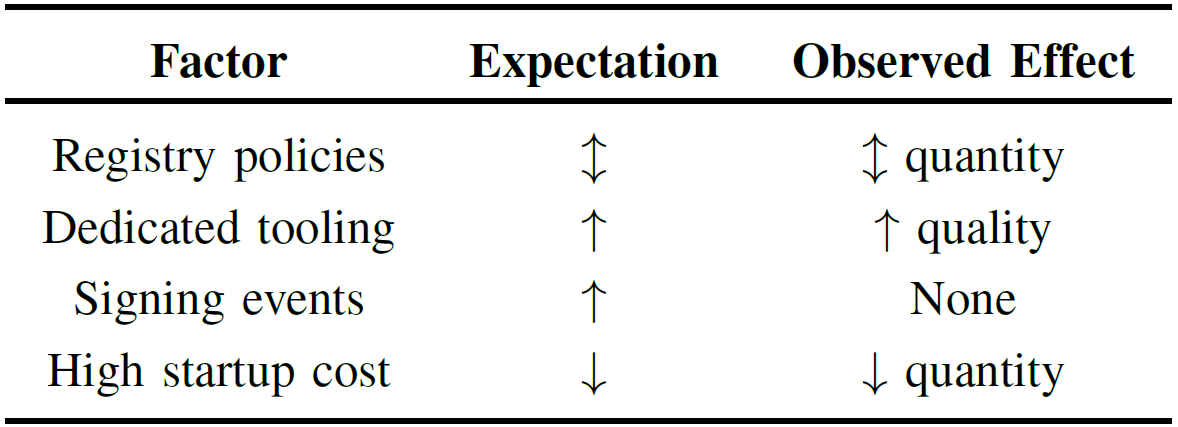 Factor Expectation Observed Effect
Registry policies ↕ ↕ quantity
Dedicated tooling ↑ ↑ quality
Signing events ↑ None
High startup cost ↓ ↓ quantity